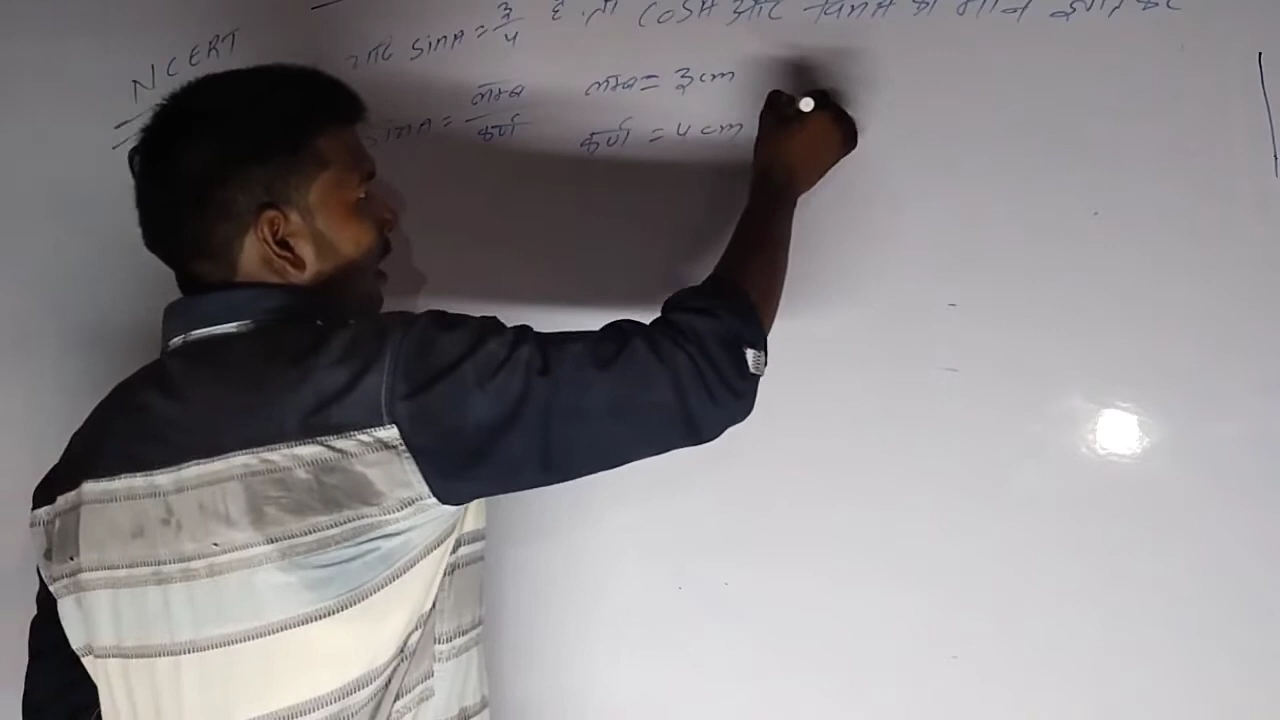 NCERT
यदि sinA = 3/4 है तो cosA और tanA का मान ज्ञात करें
sinA = लम्ब/कर्ण लम्ब = 3cm
कर्ण = 4cm